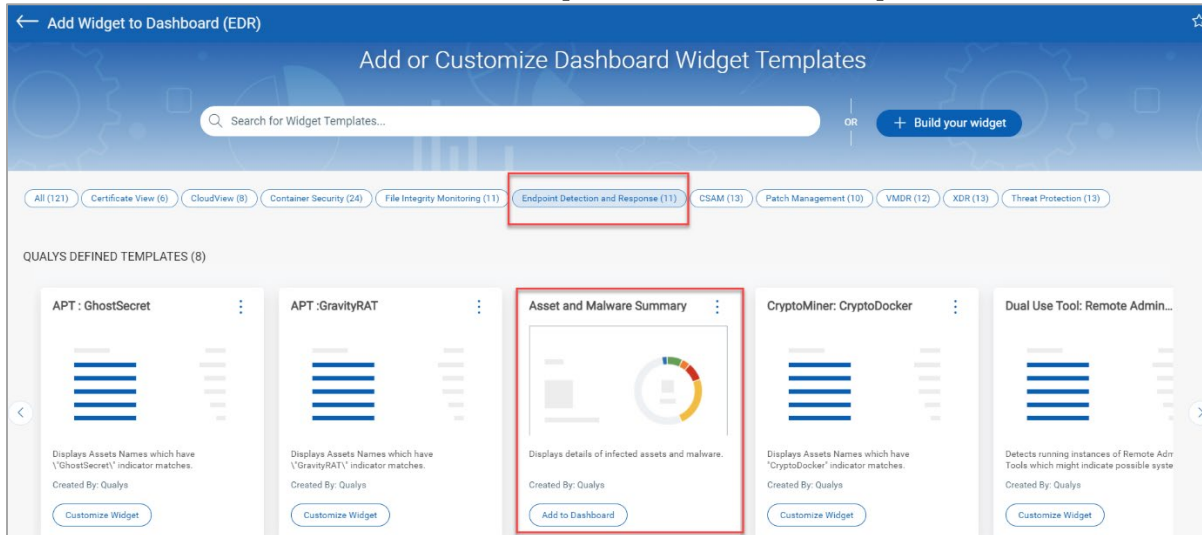 ← Add Widget to Dashboard (EDR)
Add or Customize Dashboard Widget Templates
Search for Widget Templates...
OR
+ Build your widget
All (121) Certificate View (6) CloudView (8) Container Security (24) File Integrity Monitoring (11) Endpoint Detection and Response (11) CSAM (13) Patch Management (10) VMDR (12) XDR (13) Threat Protection (13)
QUALYS DEFINED TEMPLATES (8)
APT : GhostSecret
Displays Assets Names which have
\"GhostSecret\" indicator matches.
Created By: Qualys
Customize Widget
APT :GravityRAT
Displays Assets Names which have
\"GravityRAT\" indicator matches.
Created By: Qualys
Customize Widget
Asset and Malware Summary
Displays details of infected assets and malware.
Created By: Qualys
Add to Dashboard
CryptoMiner: CryptoDocker
Displays Assets Names which have
"CryptoDocker" indicator matches.
Created By: Qualys
Customize Widget
Dual Use Tool: Remote Admin...
Detects running instances of Remote Adm
Tools which might indicate possible syste
Created By: Qualys
Customize Widget